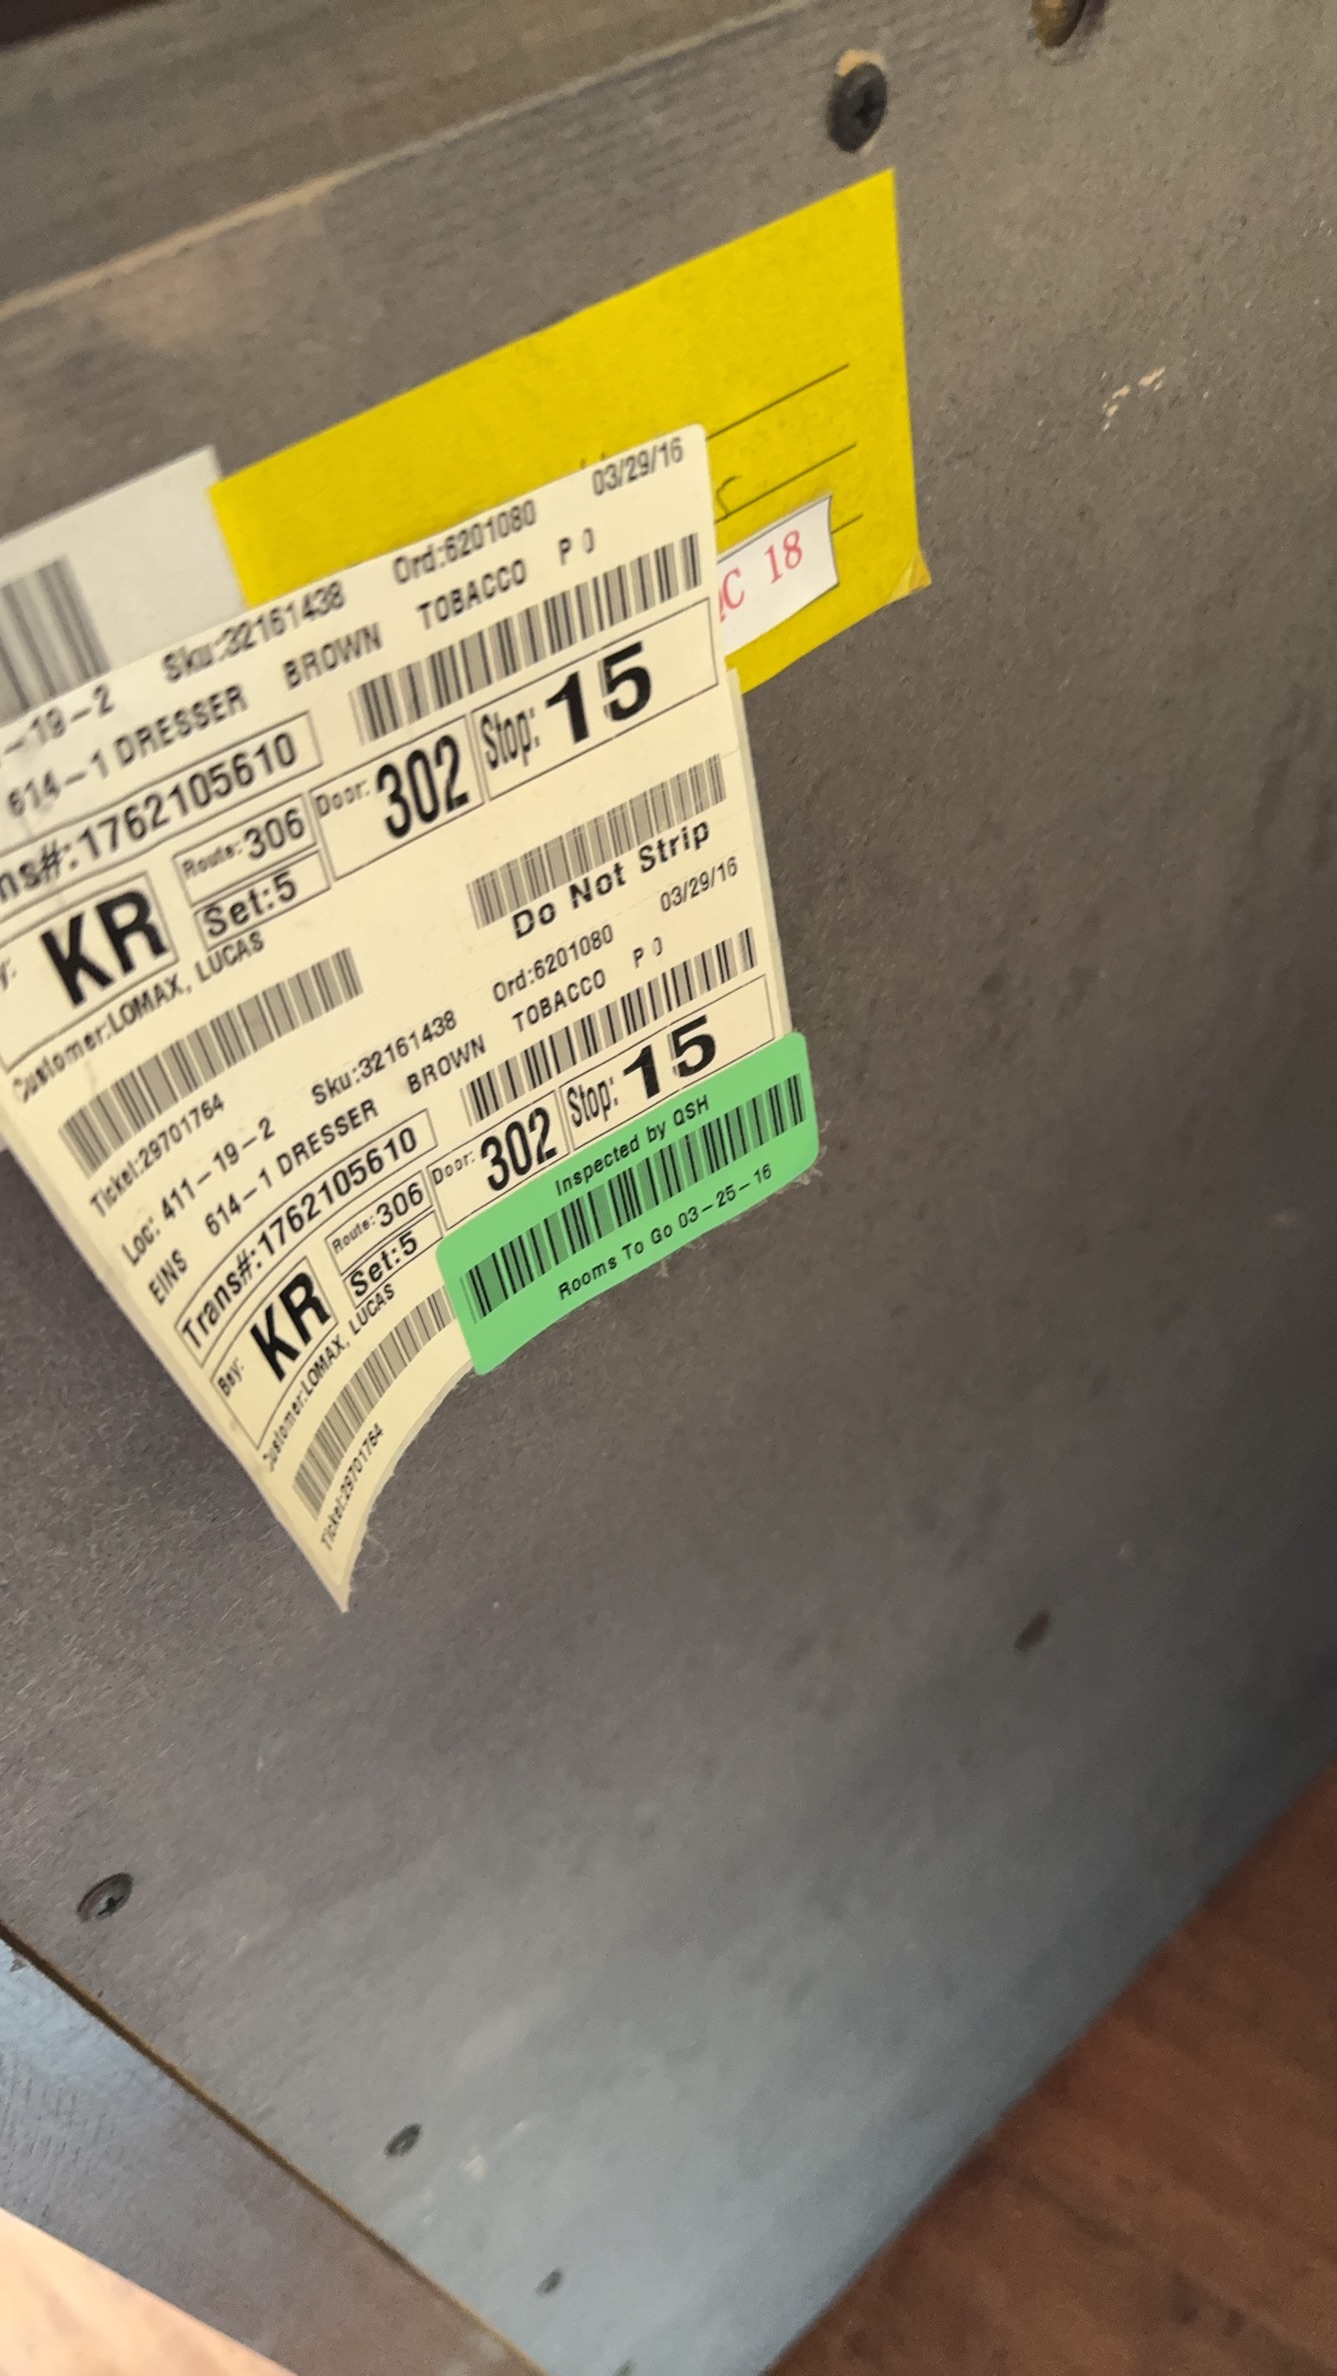 03/29/16
Sku:32161438 Ord:6201080
-19-2
614-1 DRESSER BROWN TOBACCO P 0
ns#:1762105610
Route:306 Door: 302 Stop: 15
y: KR Set:5
Customer:LOMAX, LUCAS
Ticket:29701764
Do Not Strip
03/29/16
Loc: 411-19-2 Sku:32161438 Ord:6201080
EINS 614-1 DRESSER BROWN TOBACCO P 0
Trans#:1762105610
Bay: KR Route:306 Door: 302 Stop: 15
Set:5
Customer:LOMAX, LUCAS
Ticket:29701764
Inspected by QSH
Rooms To Go 03-25-16
C 18